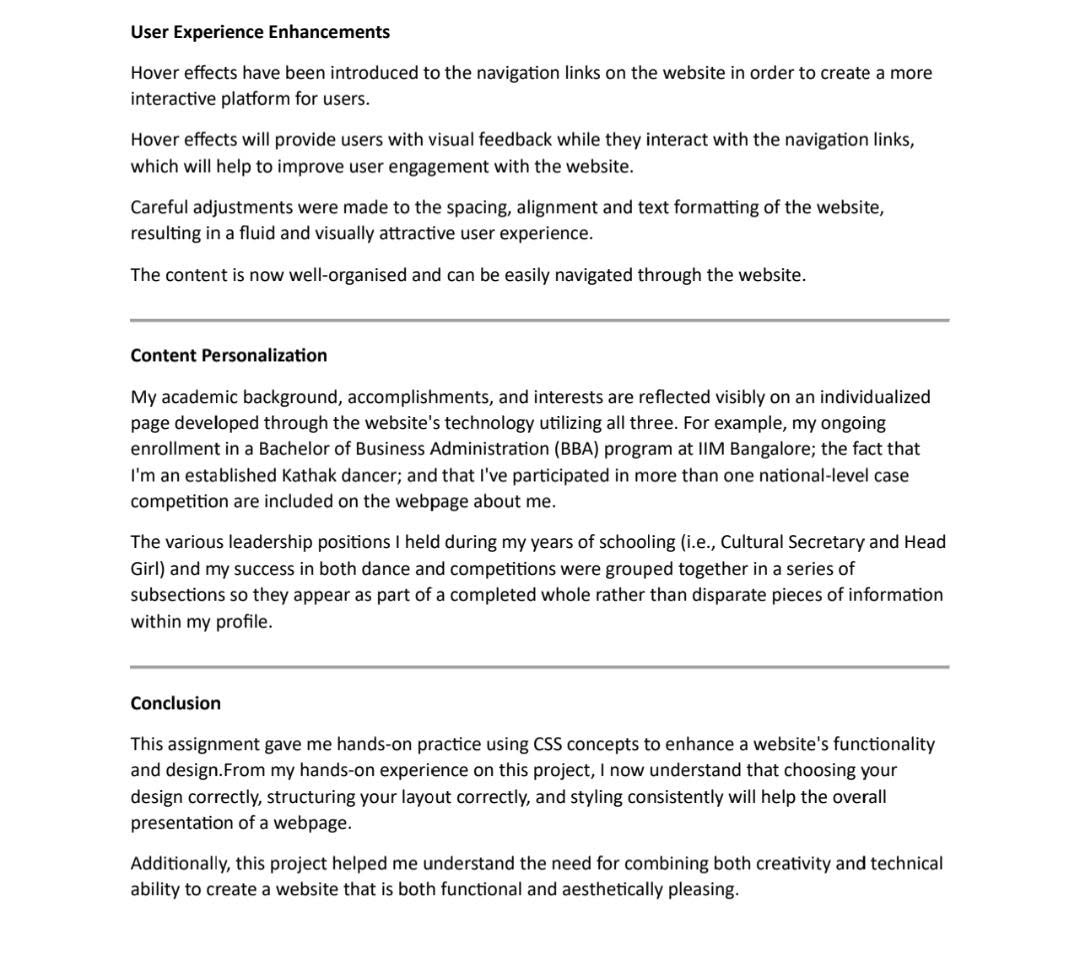 User Experience Enhancements
Hover effects have been introduced to the navigation links on the website in order to create a more
interactive platform for users.
Hover effects will provide users with visual feedback while they interact with the navigation links,
which will help to improve user engagement with the website.
Careful adjustments were made to the spacing, alignment and text formatting of the website,
resulting in a fluid and visually attractive user experience.
The content is now well-organised and can be easily navigated through the website.
Content Personalization
My academic background, accomplishments, and interests are reflected visibly on an individualized
page developed through the website's technology utilizing all three. For example, my ongoing
enrollment in a Bachelor of Business Administration (BBA) program at IIM Bangalore; the fact that
I'm an established Kathak dancer; and that I've participated in more than one national-level case
competition are included on the webpage about me.
The various leadership positions I held during my years of schooling (i.e., Cultural Secretary and Head
Girl) and my success in both dance and competitions were grouped together in a series of
subsections so they appear as part of a completed whole rather than disparate pieces of information
within my profile.
Conclusion
This assignment gave me hands-on practice using CSS concepts to enhance a website's functionality
and design.From my hands-on experience on this project, I now understand that choosing your
design correctly, structuring your layout correctly, and styling consistently will help the overall
presentation of a webpage.
Additionally, this project helped me understand the need for combining both creativity and technical
ability to create a website that is both functional and aesthetically pleasing.